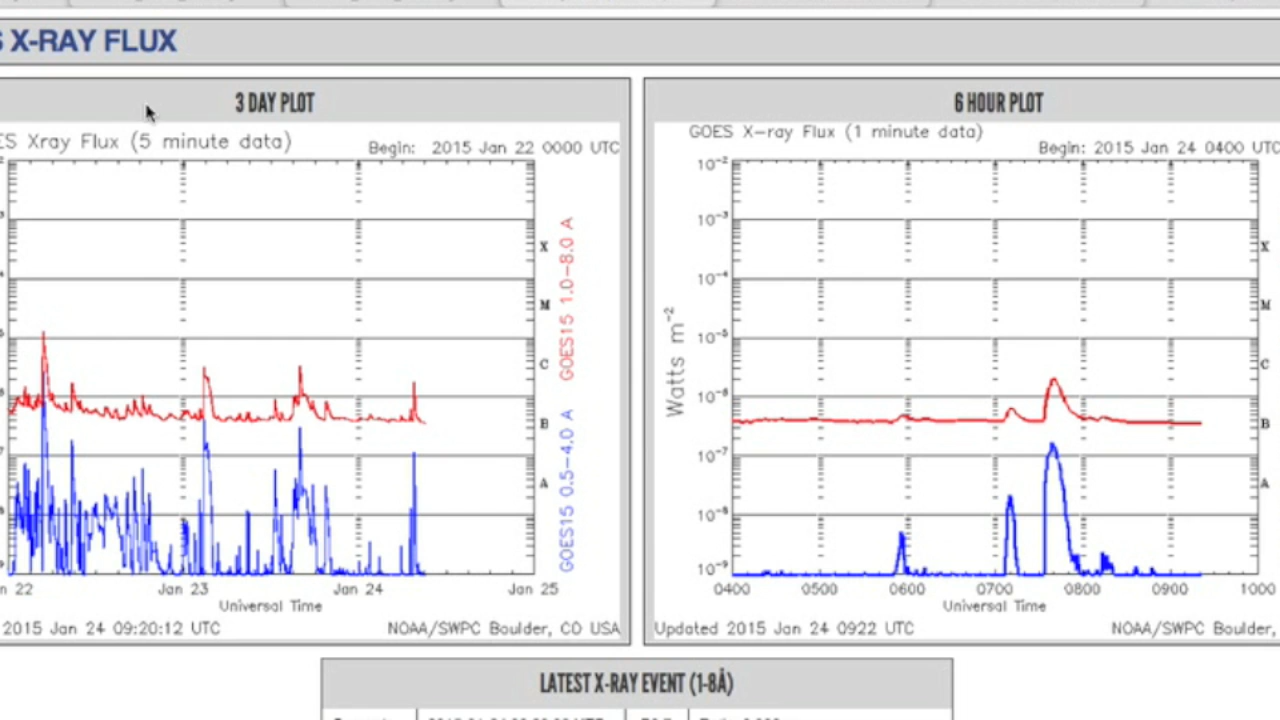 X-RAY FLUX
3 DAY PLOT
ES Xray Flux (5 minute data)
Begin: 2015 Jan 22 0000 UTC
X
M
C
B
A
GOES15 1.0-8.0 A
GOES15 0.5-4.0 A
22
Jan 23
Jan 24
Jan 25
Universal Time
2015 Jan 24 09:20:12 UTC
NOAA/SWPC Boulder, CO USA
6 HOUR PLOT
GOES X-ray Flux (1 minute data)
Begin: 2015 Jan 24 0400 UTC
10⁻²
10⁻³
10⁻⁴
10⁻⁵
10⁻⁶
10⁻⁷
10⁻⁸
10⁻⁹
Watts m⁻²
X
M
C
B
A
0400
0500
0600
0700
0800
0900
1000
Universal Time
Updated 2015 Jan 24 0922 UTC
NOAA/SWPC Boulder,
LATEST X-RAY EVENT (1-8Å)